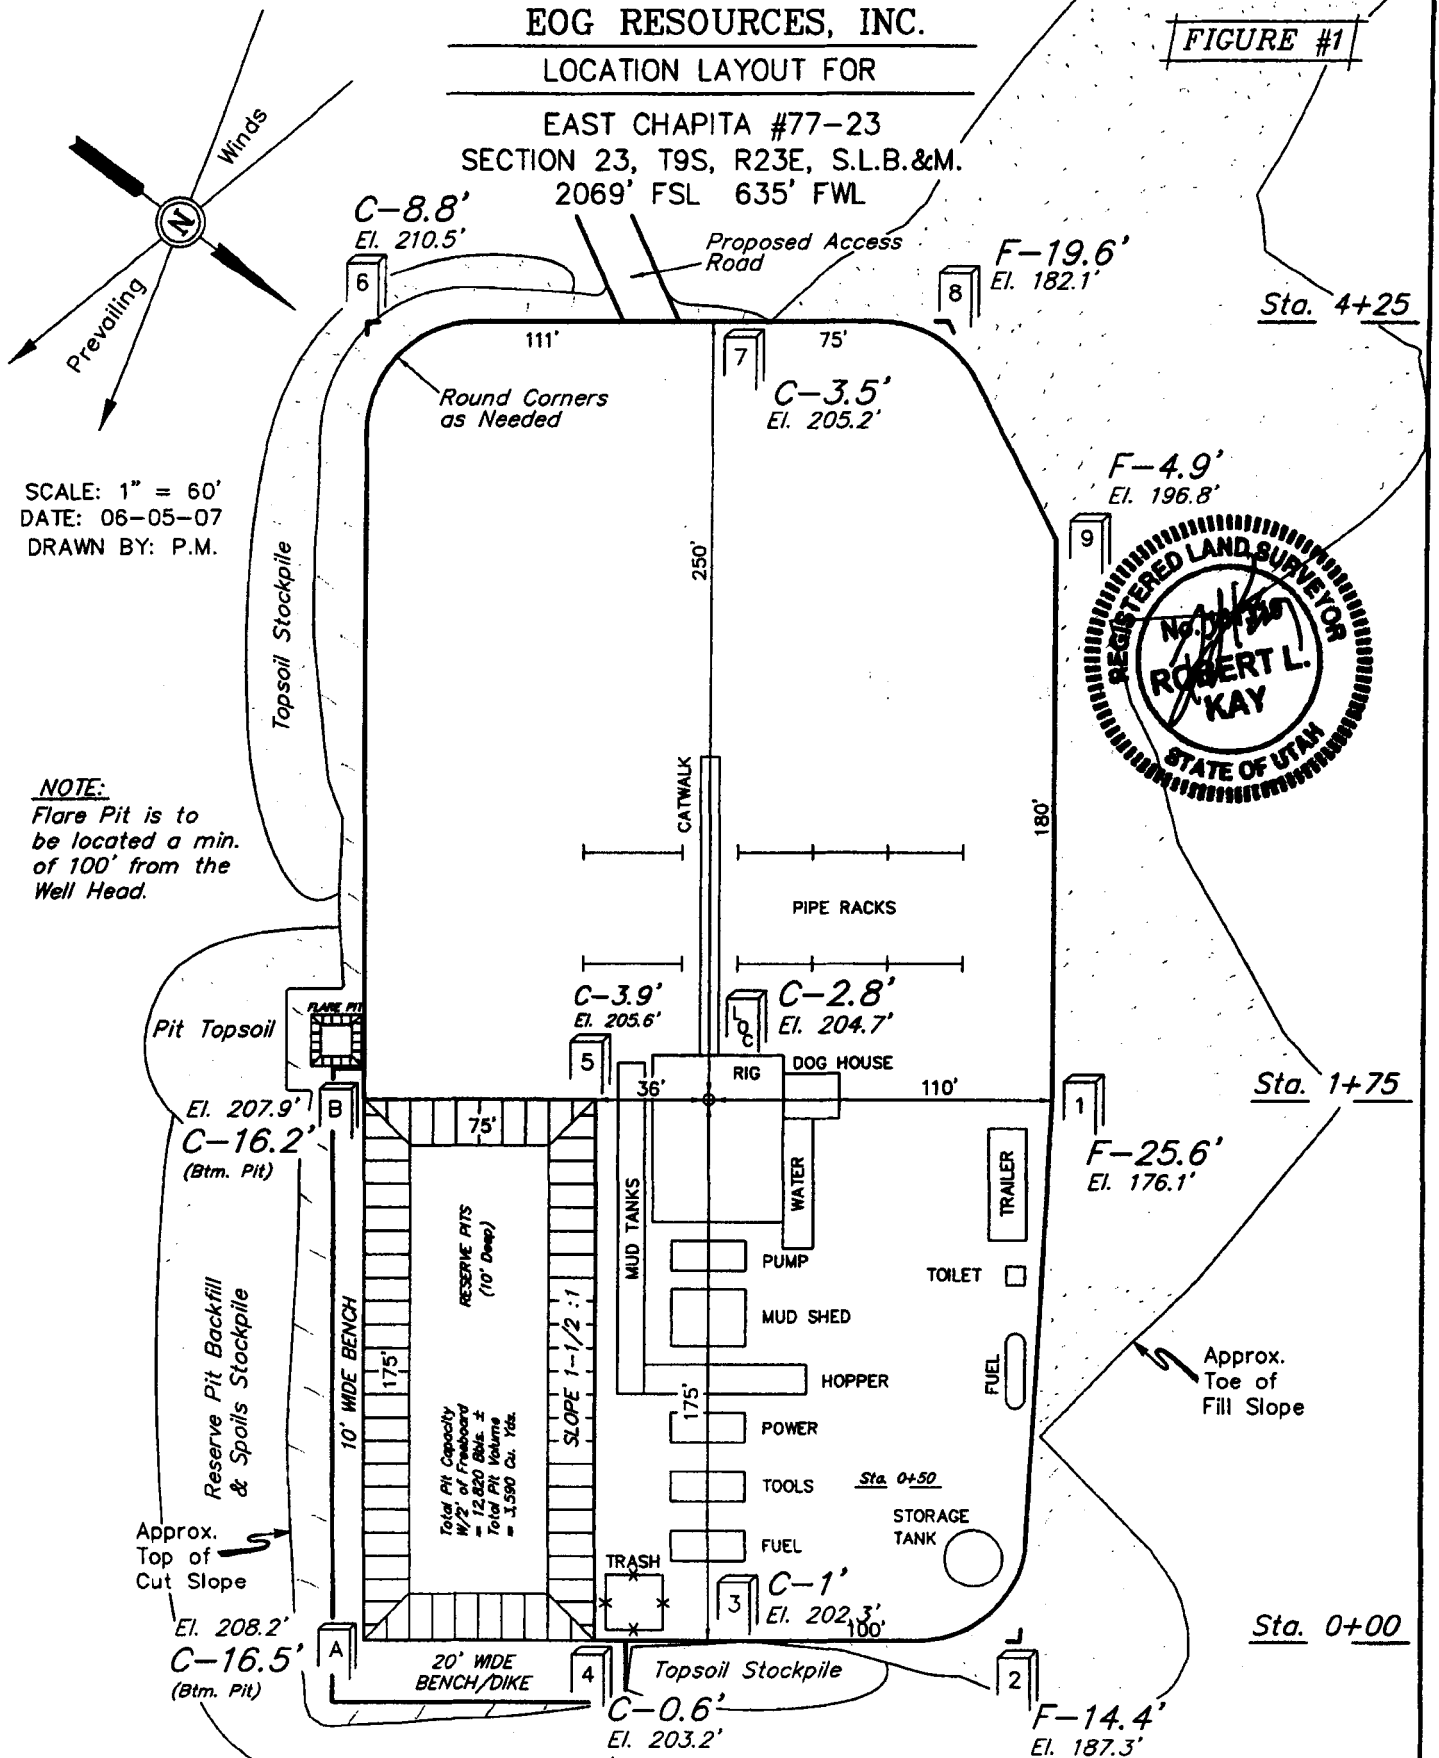 EOG RESOURCES, INC.
LOCATION LAYOUT FOR
EAST CHAPITA #77-23
SECTION 23, T9S, R23E, S.L.B.&M.
2069' FSL 635' FWL
FIGURE #1
Winds
N
Prevailing
C-8.8'
El. 210.5'
6
Proposed Access
Road
F-19.6'
El. 182.1'
8
Sta. 4+25
111'
75'
7
C-3.5'
El. 205.2'
Round Corners
as Needed
SCALE: 1" = 60'
DATE: 06-05-07
DRAWN BY: P.M.
F-4.9'
El. 196.8'
9
REGISTERED LAND SURVEYOR
No.
ROBERT L.
KAY
STATE OF UTAH
Topsoil Stockpile
250'
NOTE:
Flare Pit is to
be located a min.
of 100' from the
Well Head.
CATWALK
180'
PIPE RACKS
C-3.9'
El. 205.6'
5
LOC
C-2.8'
El. 204.7'
FLARE PIT
Pit Topsoil
RIG
DOG HOUSE
36'
110'
Sta. 1+75
El. 207.9'
C-16.2'
(Btm. Pit)
B
75'
1
F-25.6'
El. 176.1'
MUD TANKS
WATER
TRAILER
RESERVE PITS
(10' Deep)
PUMP
TOILET
MUD SHED
Reserve Pit Backfill
& Spoils Stockpile
10' WIDE BENCH
175'
SLOPE 1-1/2 :1
HOPPER
FUEL
Approx.
Toe of
Fill Slope
175'
POWER
Total Pit Capacity
W/2' of Freeboard
= 12,820 Bbls. ±
Total Pit Volume
= 3,590 Cu. Yds.
TOOLS
Sta. 0+50
STORAGE
TANK
Approx.
Top of
Cut Slope
FUEL
TRASH
3
C-1'
El. 202.3'
100'
El. 208.2'
C-16.5'
(Btm. Pit)
A
Sta. 0+00
20' WIDE
BENCH/DIKE
4
Topsoil Stockpile
2
C-0.6'
El. 203.2'
F-14.4'
El. 187.3'